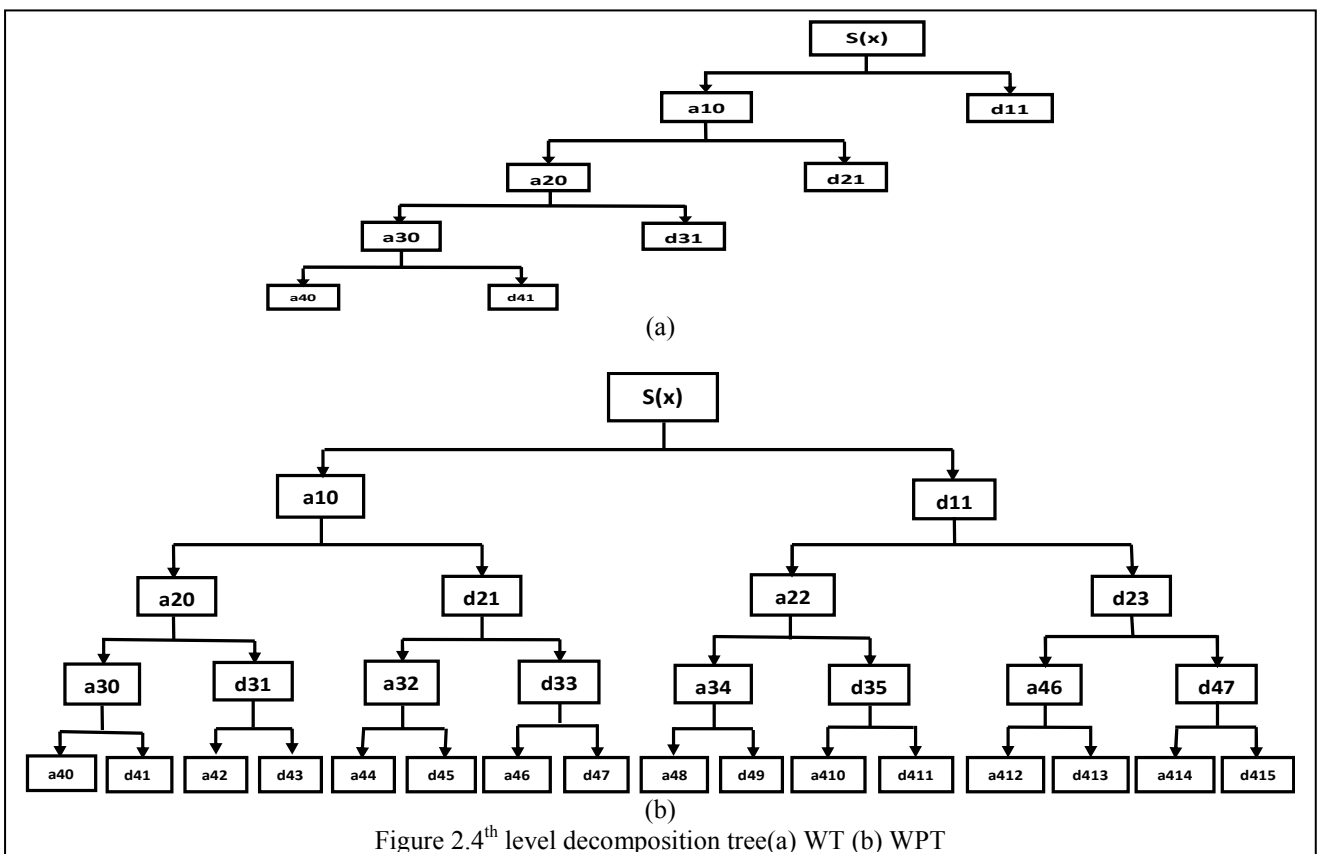 S(x)
a10 d11
a20 d21
a30 d31
a40 d41
(a)
S(x)
a10 d11
a20 d21 a22 d23
a30 d31 a32 d33 a34 d35 a46 d47
a40 d41 a42 d43 a44 d45 a46 d47 a48 d49 a410 d411 a412 d413 a414 d415
(b)
Figure 2.4th level decomposition tree(a) WT (b) WPT